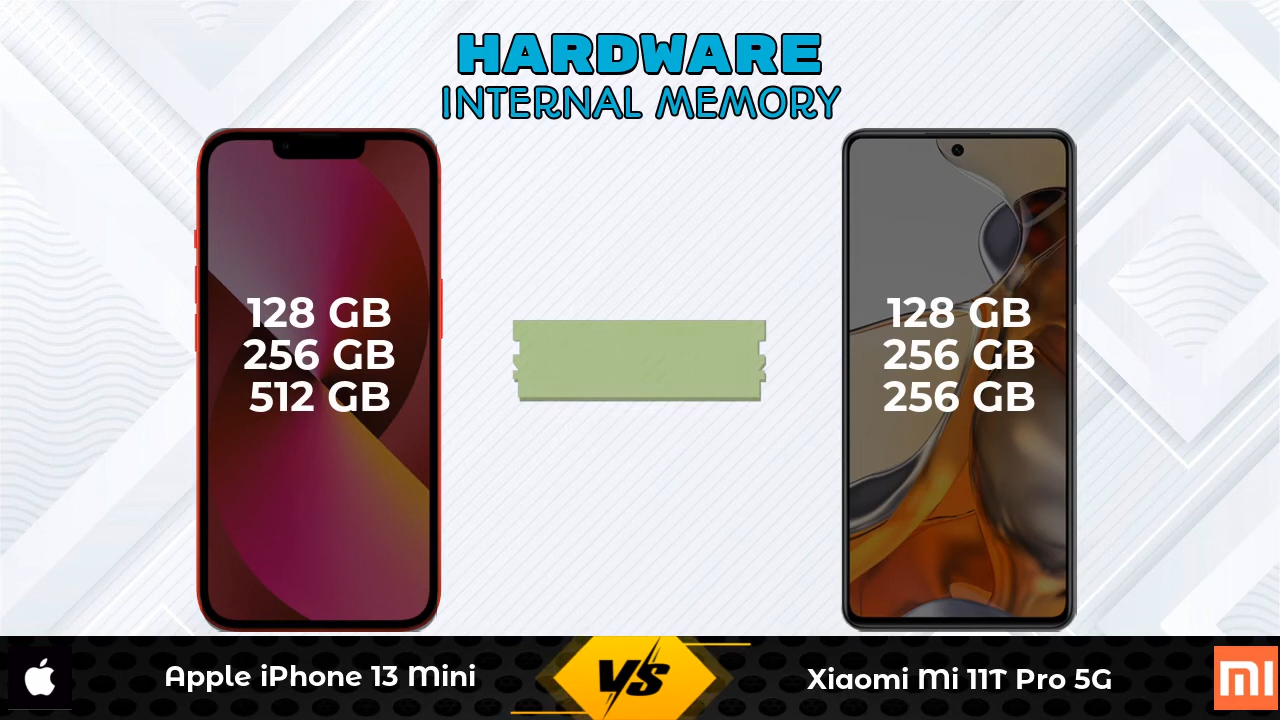 HARDWARE
INTERNAL MEMORY
128 GB
256 GB
512 GB
128 GB
256 GB
256 GB
Apple iPhone 13 Mini
VS
Xiaomi Mi 11T Pro 5G
MI